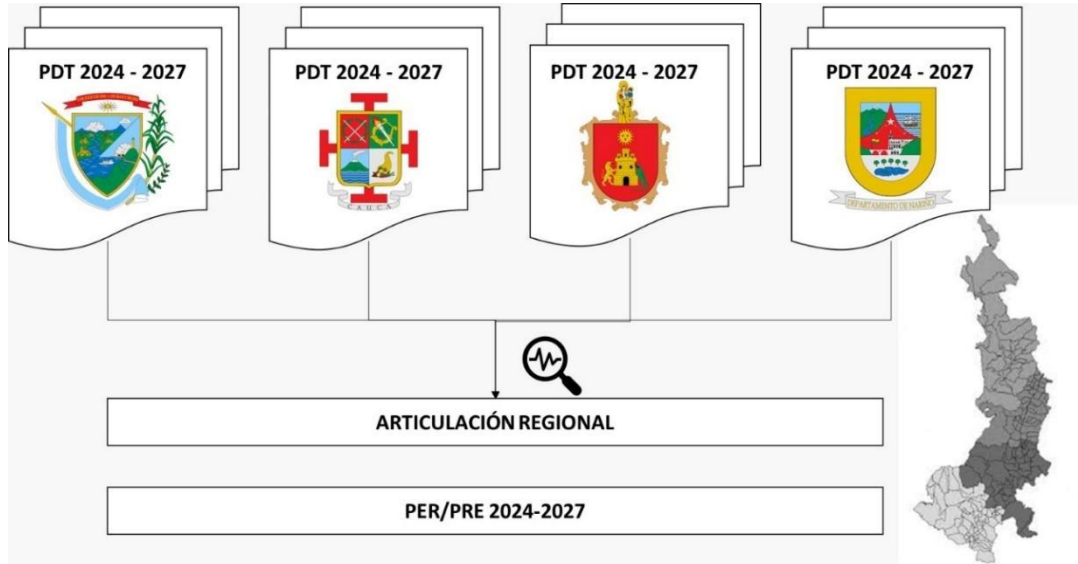 PDT 2024 - 2027
PDT 2024 - 2027
PDT 2024 - 2027
PDT 2024 - 2027
CAUCA
DEPARTAMENTO DE NARIÑO
ARTICULACIÓN REGIONAL
PER/PRE 2024-2027